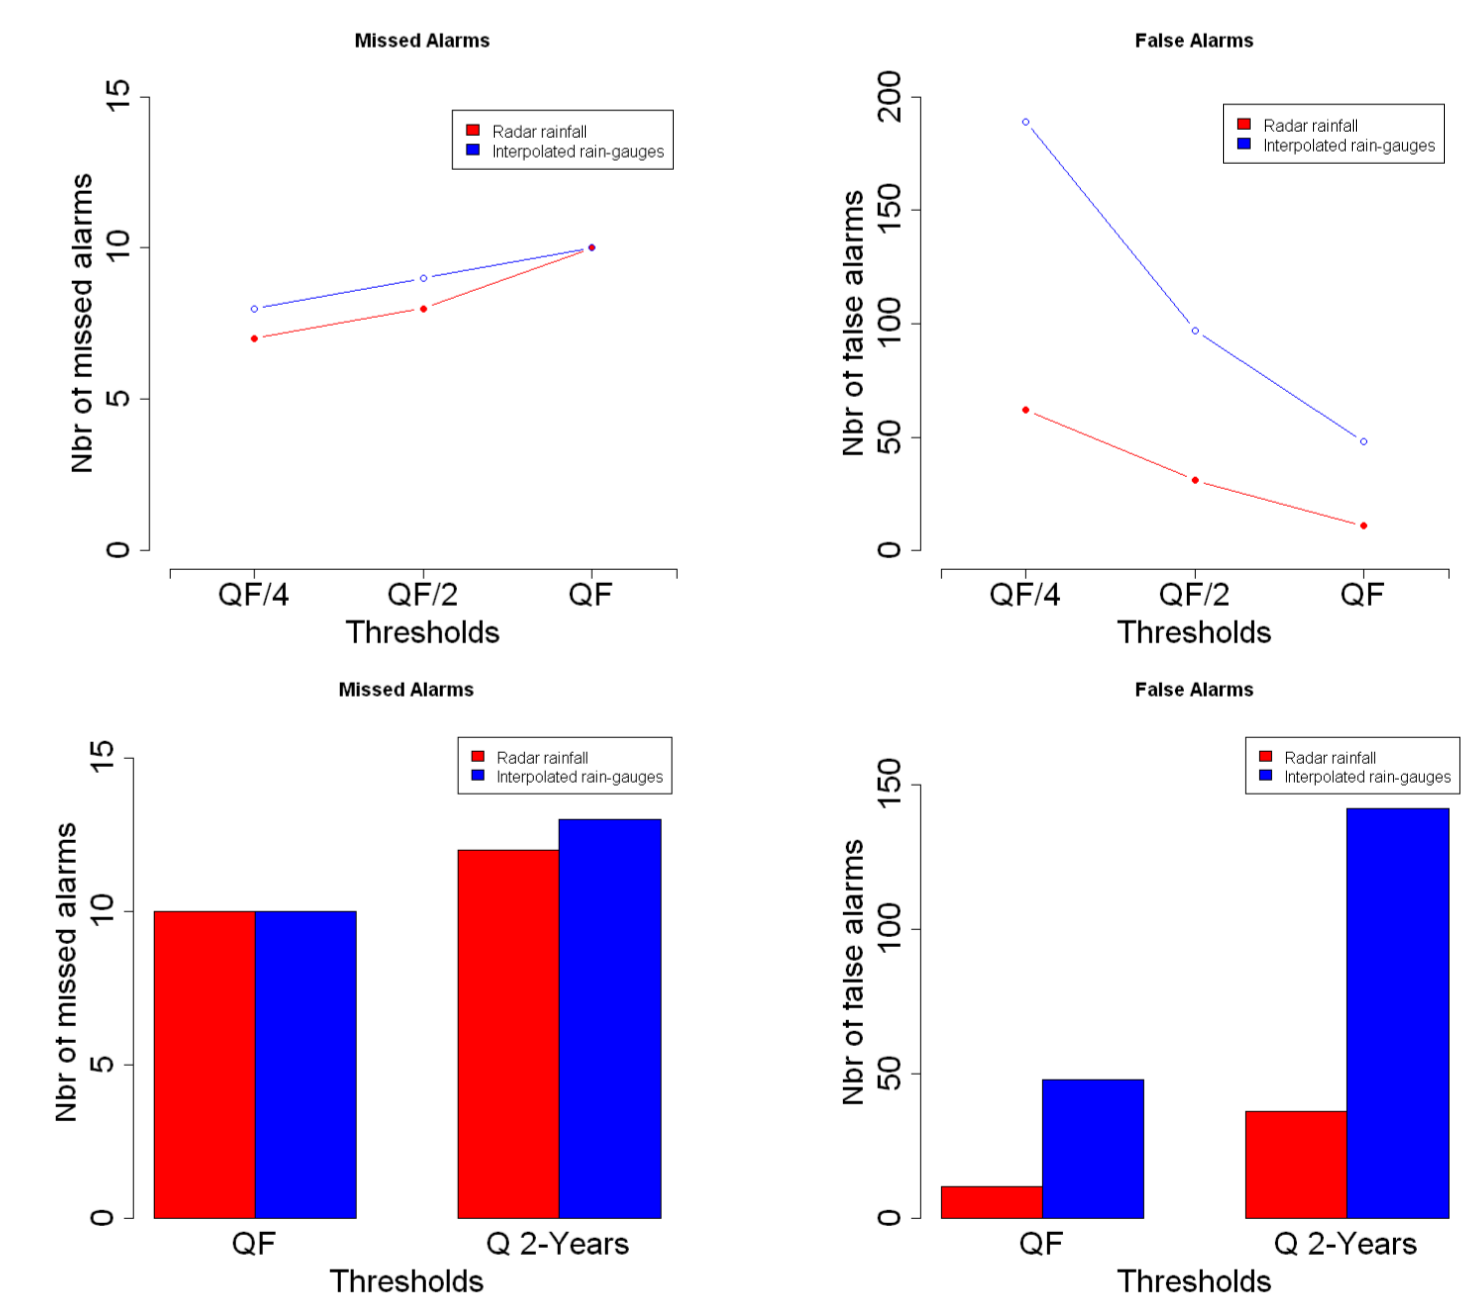 Missed Alarms
15
10
5
0
Nbr of missed alarms
Radar rainfall
Interpolated rain-gauges
QF/4 QF/2 QF
Thresholds
False Alarms
200
150
100
50
0
Nbr of false alarms
Radar rainfall
Interpolated rain-gauges
QF/4 QF/2 QF
Thresholds
Missed Alarms
15
10
5
0
Nbr of missed alarms
Radar rainfall
Interpolated rain-gauges
QF Q 2-Years
Thresholds
False Alarms
150
100
50
0
Nbr of false alarms
Radar rainfall
Interpolated rain-gauges
QF Q 2-Years
Thresholds